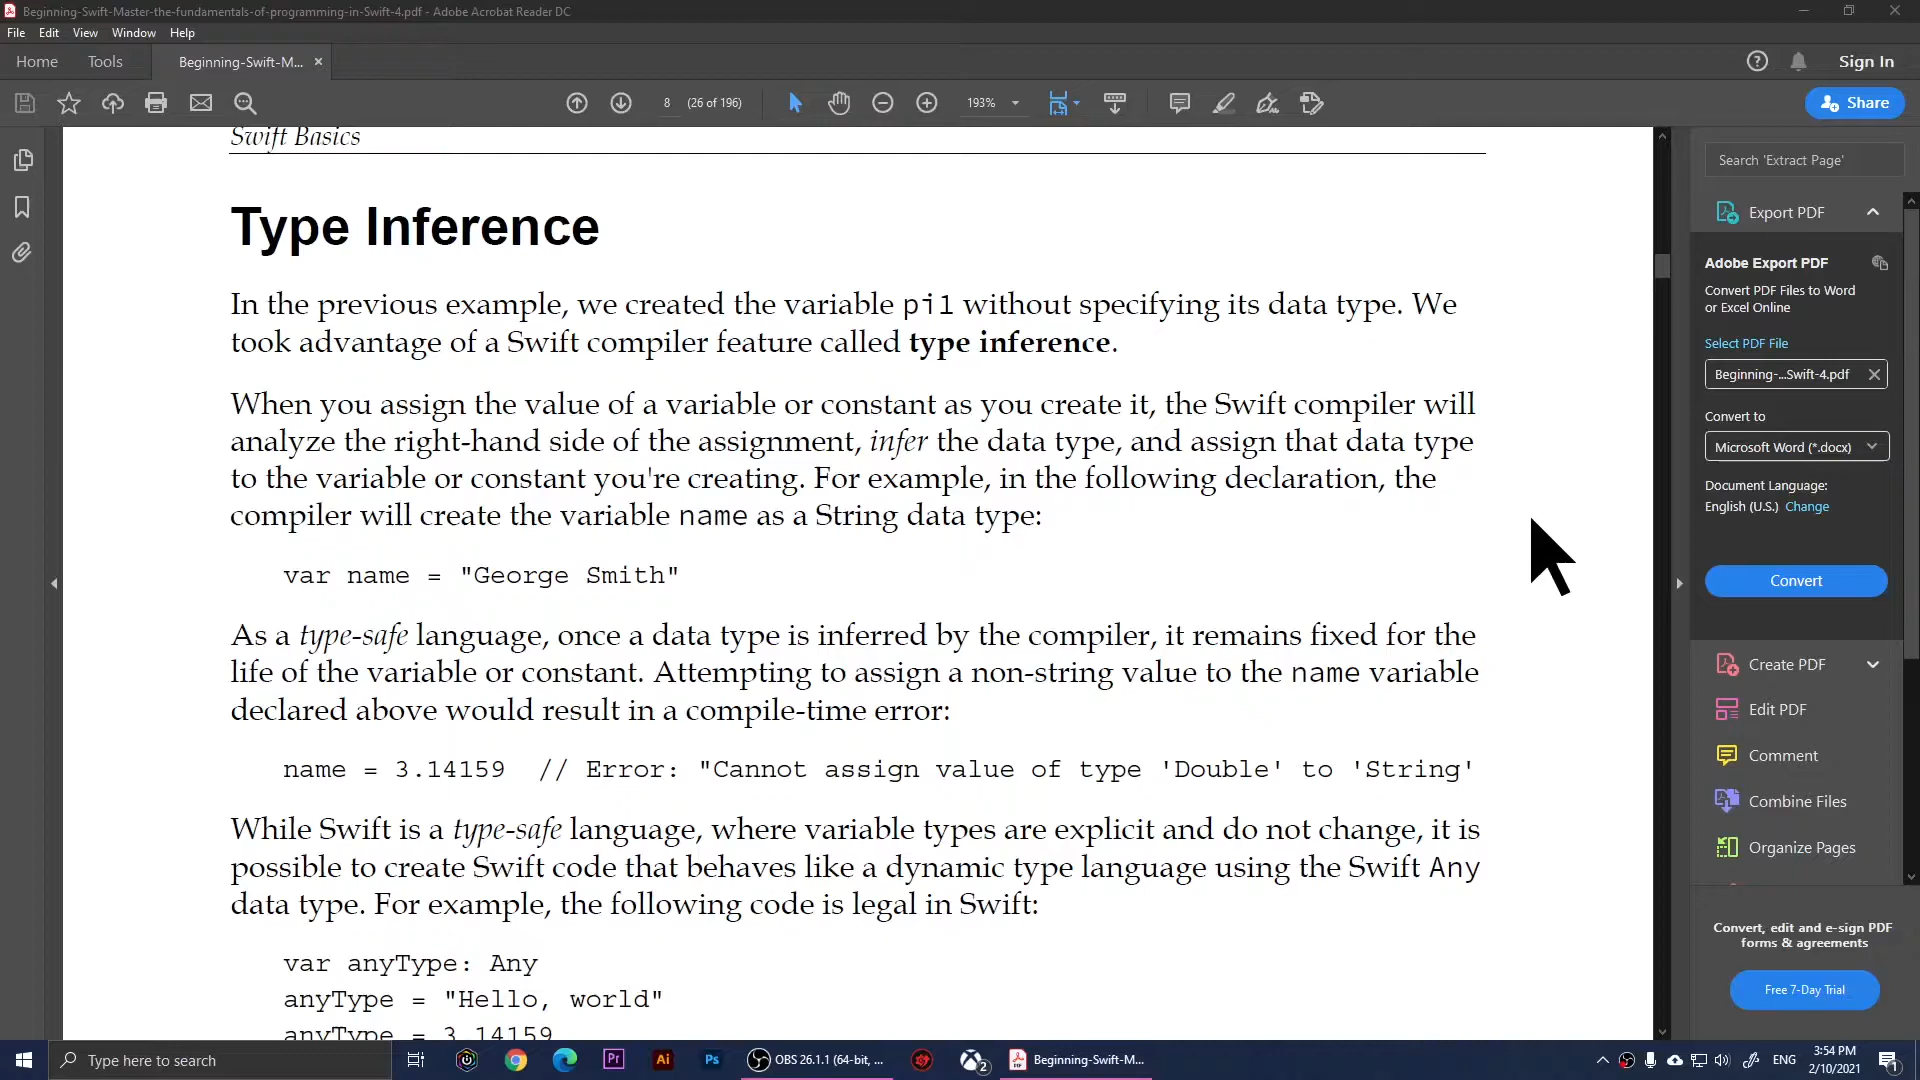 Beginning-Swift-Master-the-fundamentals-of-programming-in-Swift-4.pdf - Adobe Acrobat Reader DC
File Edit View Window Help
Home Tools Beginning-Swift-M... × Sign In
8 (26 of 196) 193% Share
Swift Basics
Type Inference
In the previous example, we created the variable pi1 without specifying its data type. We
took advantage of a Swift compiler feature called type inference.
When you assign the value of a variable or constant as you create it, the Swift compiler will
analyze the right-hand side of the assignment, infer the data type, and assign that data type
to the variable or constant you're creating. For example, in the following declaration, the
compiler will create the variable name as a String data type:
var name = "George Smith"
As a type-safe language, once a data type is inferred by the compiler, it remains fixed for the
life of the variable or constant. Attempting to assign a non-string value to the name variable
declared above would result in a compile-time error:
name = 3.14159 // Error: "Cannot assign value of type 'Double' to 'String'
While Swift is a type-safe language, where variable types are explicit and do not change, it is
possible to create Swift code that behaves like a dynamic type language using the Swift Any
data type. For example, the following code is legal in Swift:
var anyType: Any
anyType = "Hello, world"
anyType = 3.14159
Search 'Extract Page'
Export PDF
Adobe Export PDF
Convert PDF Files to Word
or Excel Online
Select PDF File
Beginning-...Swift-4.pdf
Convert to
Microsoft Word (*.docx)
Document Language:
English (U.S.) Change
Convert
Create PDF
Edit PDF
Comment
Combine Files
Organize Pages
Convert, edit and e-sign PDF
forms & agreements
Free 7-Day Trial
Type here to search
Pr Ai Ps
OBS 26.1.1 (64-bit, ...
2
Beginning-Swift-M...
ENG
3:54 PM
2/10/2021
1